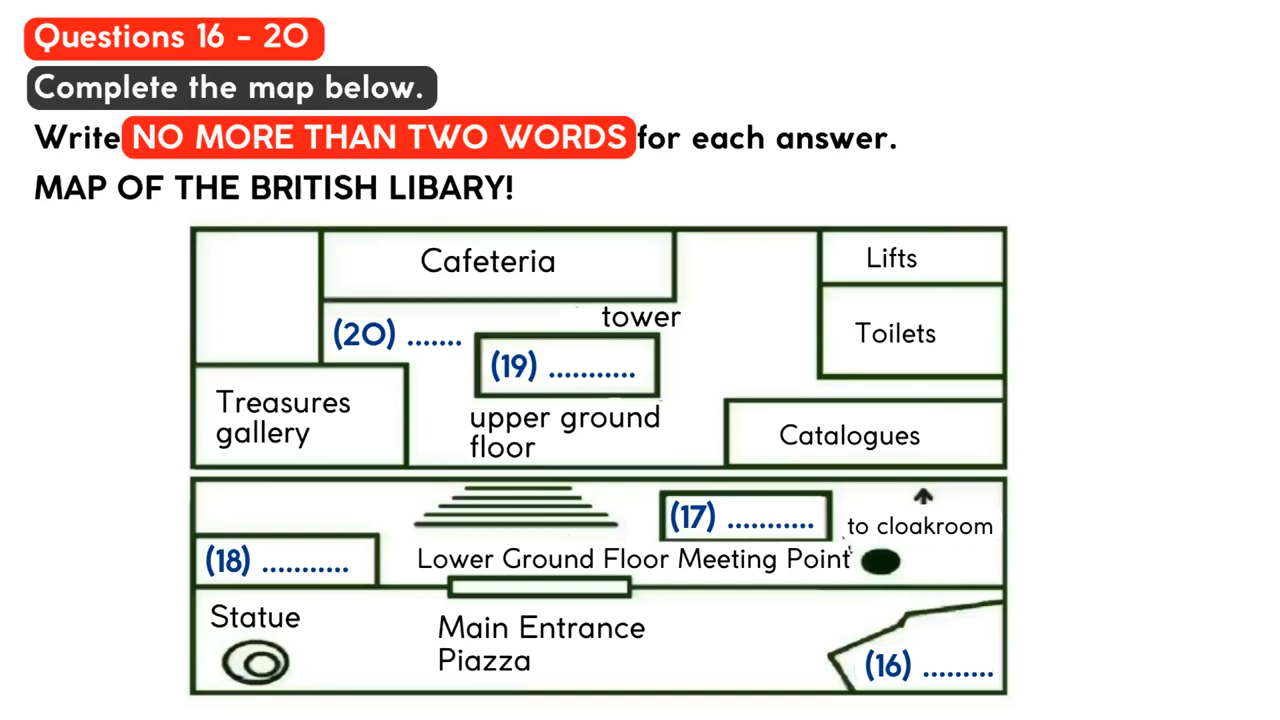 Questions 16 - 20
Complete the map below.
Write NO MORE THAN TWO WORDS for each answer.
MAP OF THE BRITISH LIBARY!
Cafeteria
Lifts
tower
(20) .......
Toilets
(19) ...........
Treasures
gallery
upper ground
floor
Catalogues
(17) ...........
to cloakroom
(18) ...........
Lower Ground Floor Meeting Point
Statue
Main Entrance
Piazza
(16) .........